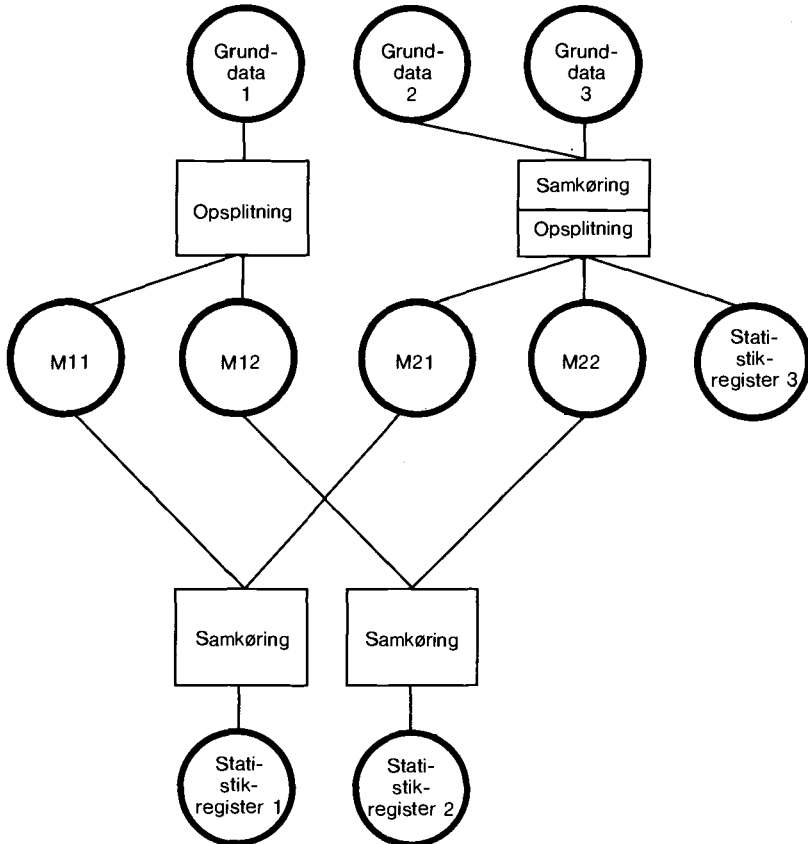 Grund-
data
1
Grund-
data
2
Grund-
data
3
Opsplitning
Samkøring
Opsplitning
M11
M12
M21
M22
Stati-
stik-
register 3
Samkøring
Samkøring
Stati-
stik-
register 1
Stati-
stik-
register 2